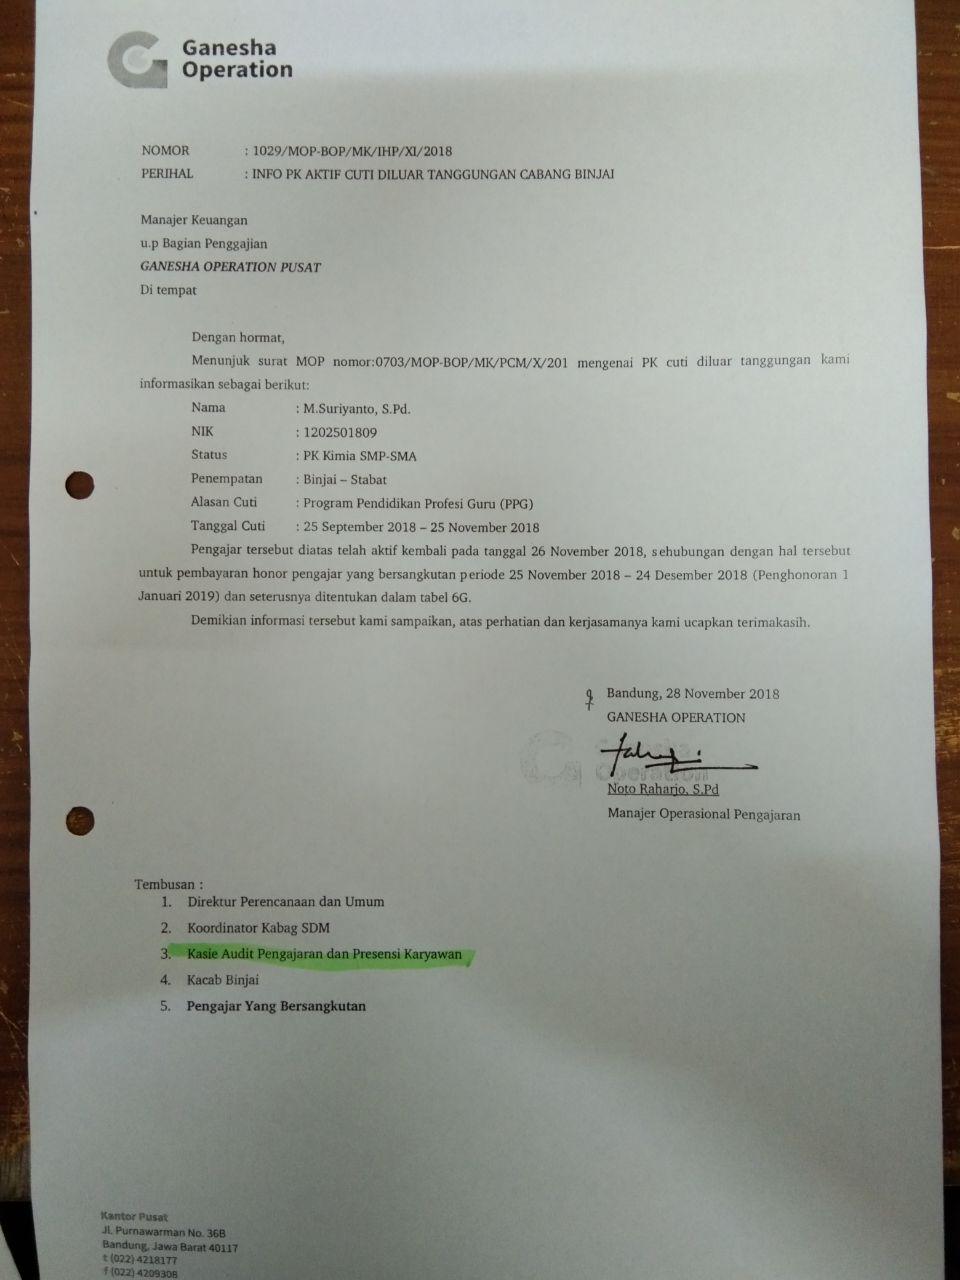 Ganesha
Operation
NOMOR : 1029/MOP-BOP/MK/IHP/XI/2018
PERIHAL : INFO PK AKTIF CUTI DILUAR TANGGUNGAN CABANG BINJAI
Manajer Keuangan
u.p Bagian Penggajian
GANESHA OPERATION PUSAT
Di tempat
Dengan hormat,
Menunjuk surat MOP nomor:0703/MOP-BOP/MK/PCM/X/201 mengenai PK cuti diluar tanggungan kami
informasikan sebagai berikut:
Nama : M.Suriyanto, S.Pd.
NIK : 1202501809
Status : PK Kimia SMP-SMA
Penempatan : Binjai – Stabat
Alasan Cuti : Program Pendidikan Profesi Guru (PPG)
Tanggal Cuti : 25 September 2018 – 25 November 2018
Pengajar tersebut diatas telah aktif kembali pada tanggal 26 November 2018, sehubungan dengan hal tersebut
untuk pembayaran honor pengajar yang bersangkutan periode 25 November 2018 – 24 Desember 2018 (Penghonoran 1
Januari 2019) dan seterusnya ditentukan dalam tabel 6G.
Demikian informasi tersebut kami sampaikan, atas perhatian dan kerjasamanya kami ucapkan terimakasih.
Bandung, 28 November 2018
GANESHA OPERATION
Ganesha
Operation
Noto Raharjo, S.Pd
Manajer Operasional Pengajaran
Tembusan :
1. Direktur Perencanaan dan Umum
2. Koordinator Kabag SDM
3. Kasie Audit Pengajaran dan Presensi Karyawan
4. Kacab Binjai
5. Pengajar Yang Bersangkutan
Kantor Pusat
Jl. Purnawarman No. 36B
Bandung, Jawa Barat 40117
t (022) 4218177
f (022) 4209308